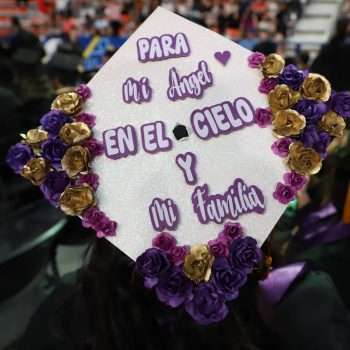 PARA
Mi Angel
EN EL CIELO
Y
Mi Familia